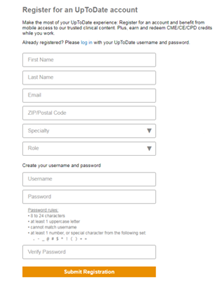 Register for an UpToDate account
Make the most of your UpToDate experience. Register for an account and benefit from
mobile access to our trusted clinical content. Plus, earn and redeem CME/CE/CPD credits
while you work.
Already registered? Please log in with your UpToDate username and password
First Name
Last Name
Email
ZIP/Postal Code
Specialty
Role
Create your username and password
Username
Password
Password rules:
• 8 to 24 characters
• at least 1 uppercase letter
• cannot match username
• at least 1 number, or special character from the following set
Verify Password
Submit Registration